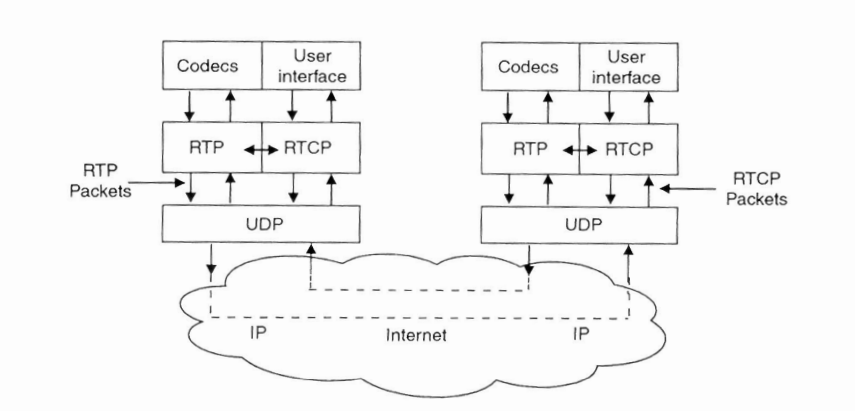 Codecs
User
interface
Codecs
User
interface
RTP
RTCP
RTP
RTCP
RTP
Packets
RTCP
Packets
UDP
UDP
IP
Internet
IP